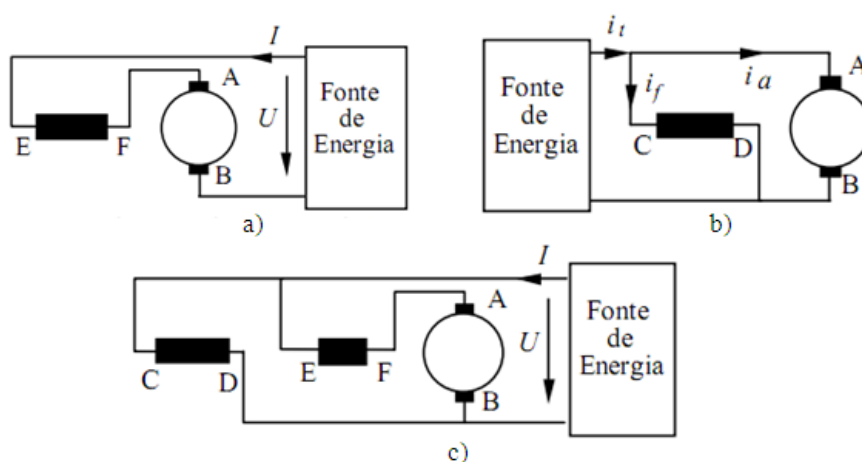 I
E
F
A
B
U
Fonte
de
Energia
a)
Fonte
de
Energia
i_t
i_f
i_a
C
D
A
B
b)
I
C
D
E
F
A
B
U
Fonte
de
Energia
c)